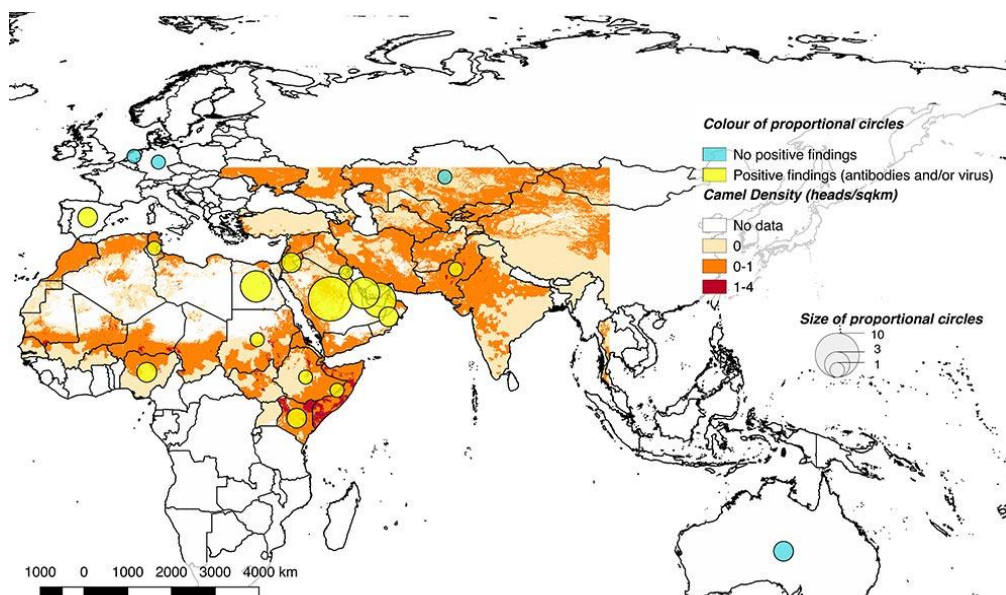 Colour of proportional circles
No positive findings
Positive findings (antibodies and/or virus)
Camel Density (heads/sqkm)
No data
0
0-1
1-4
Size of proportional circles
10
3
1
1000 0 1000 2000 3000 4000 km